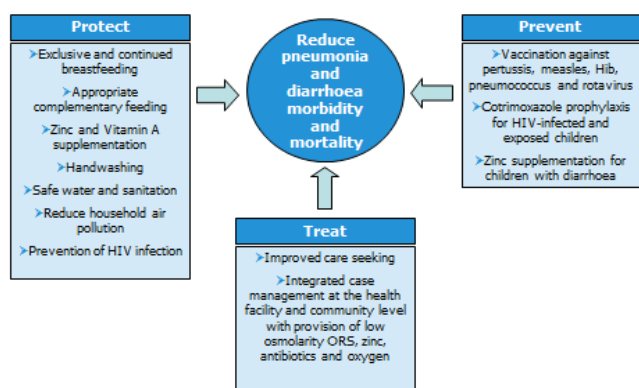 Protect
➤Exclusive and continued
breastfeeding
➤Appropriate
complementary feeding
➤Zinc and Vitamin A
supplementation
➤Handwashing
➤Safe water and sanitation
➤Reduce household air
pollution
➤Prevention of HIV infection
Reduce
pneumonia
and
diarrhoea
morbidity
and
mortality
Prevent
➤Vaccination against
pertussis, measles, Hib,
pneumococcus and rotavirus
➤Cotrimoxazole prophylaxis
for HIV-infected and
exposed children
➤Zinc supplementation for
children with diarrhoea
Treat
➤Improved care seeking
➤Integrated case
management at the health
facility and community level
with provision of low
osmolarity ORS, zinc,
antibiotics and oxygen